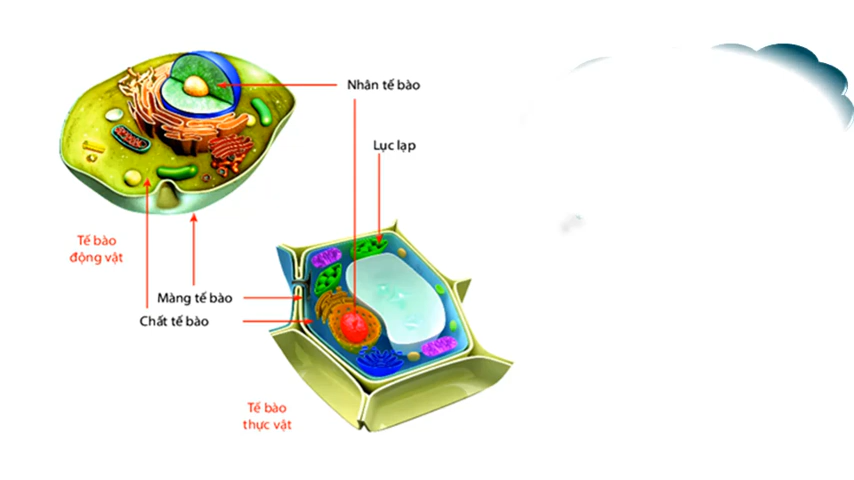 Nhân tế bào
Lục lạp
Tế bào
động vật
Màng tế bào
Chất tế bào
Tế bào
thực vật